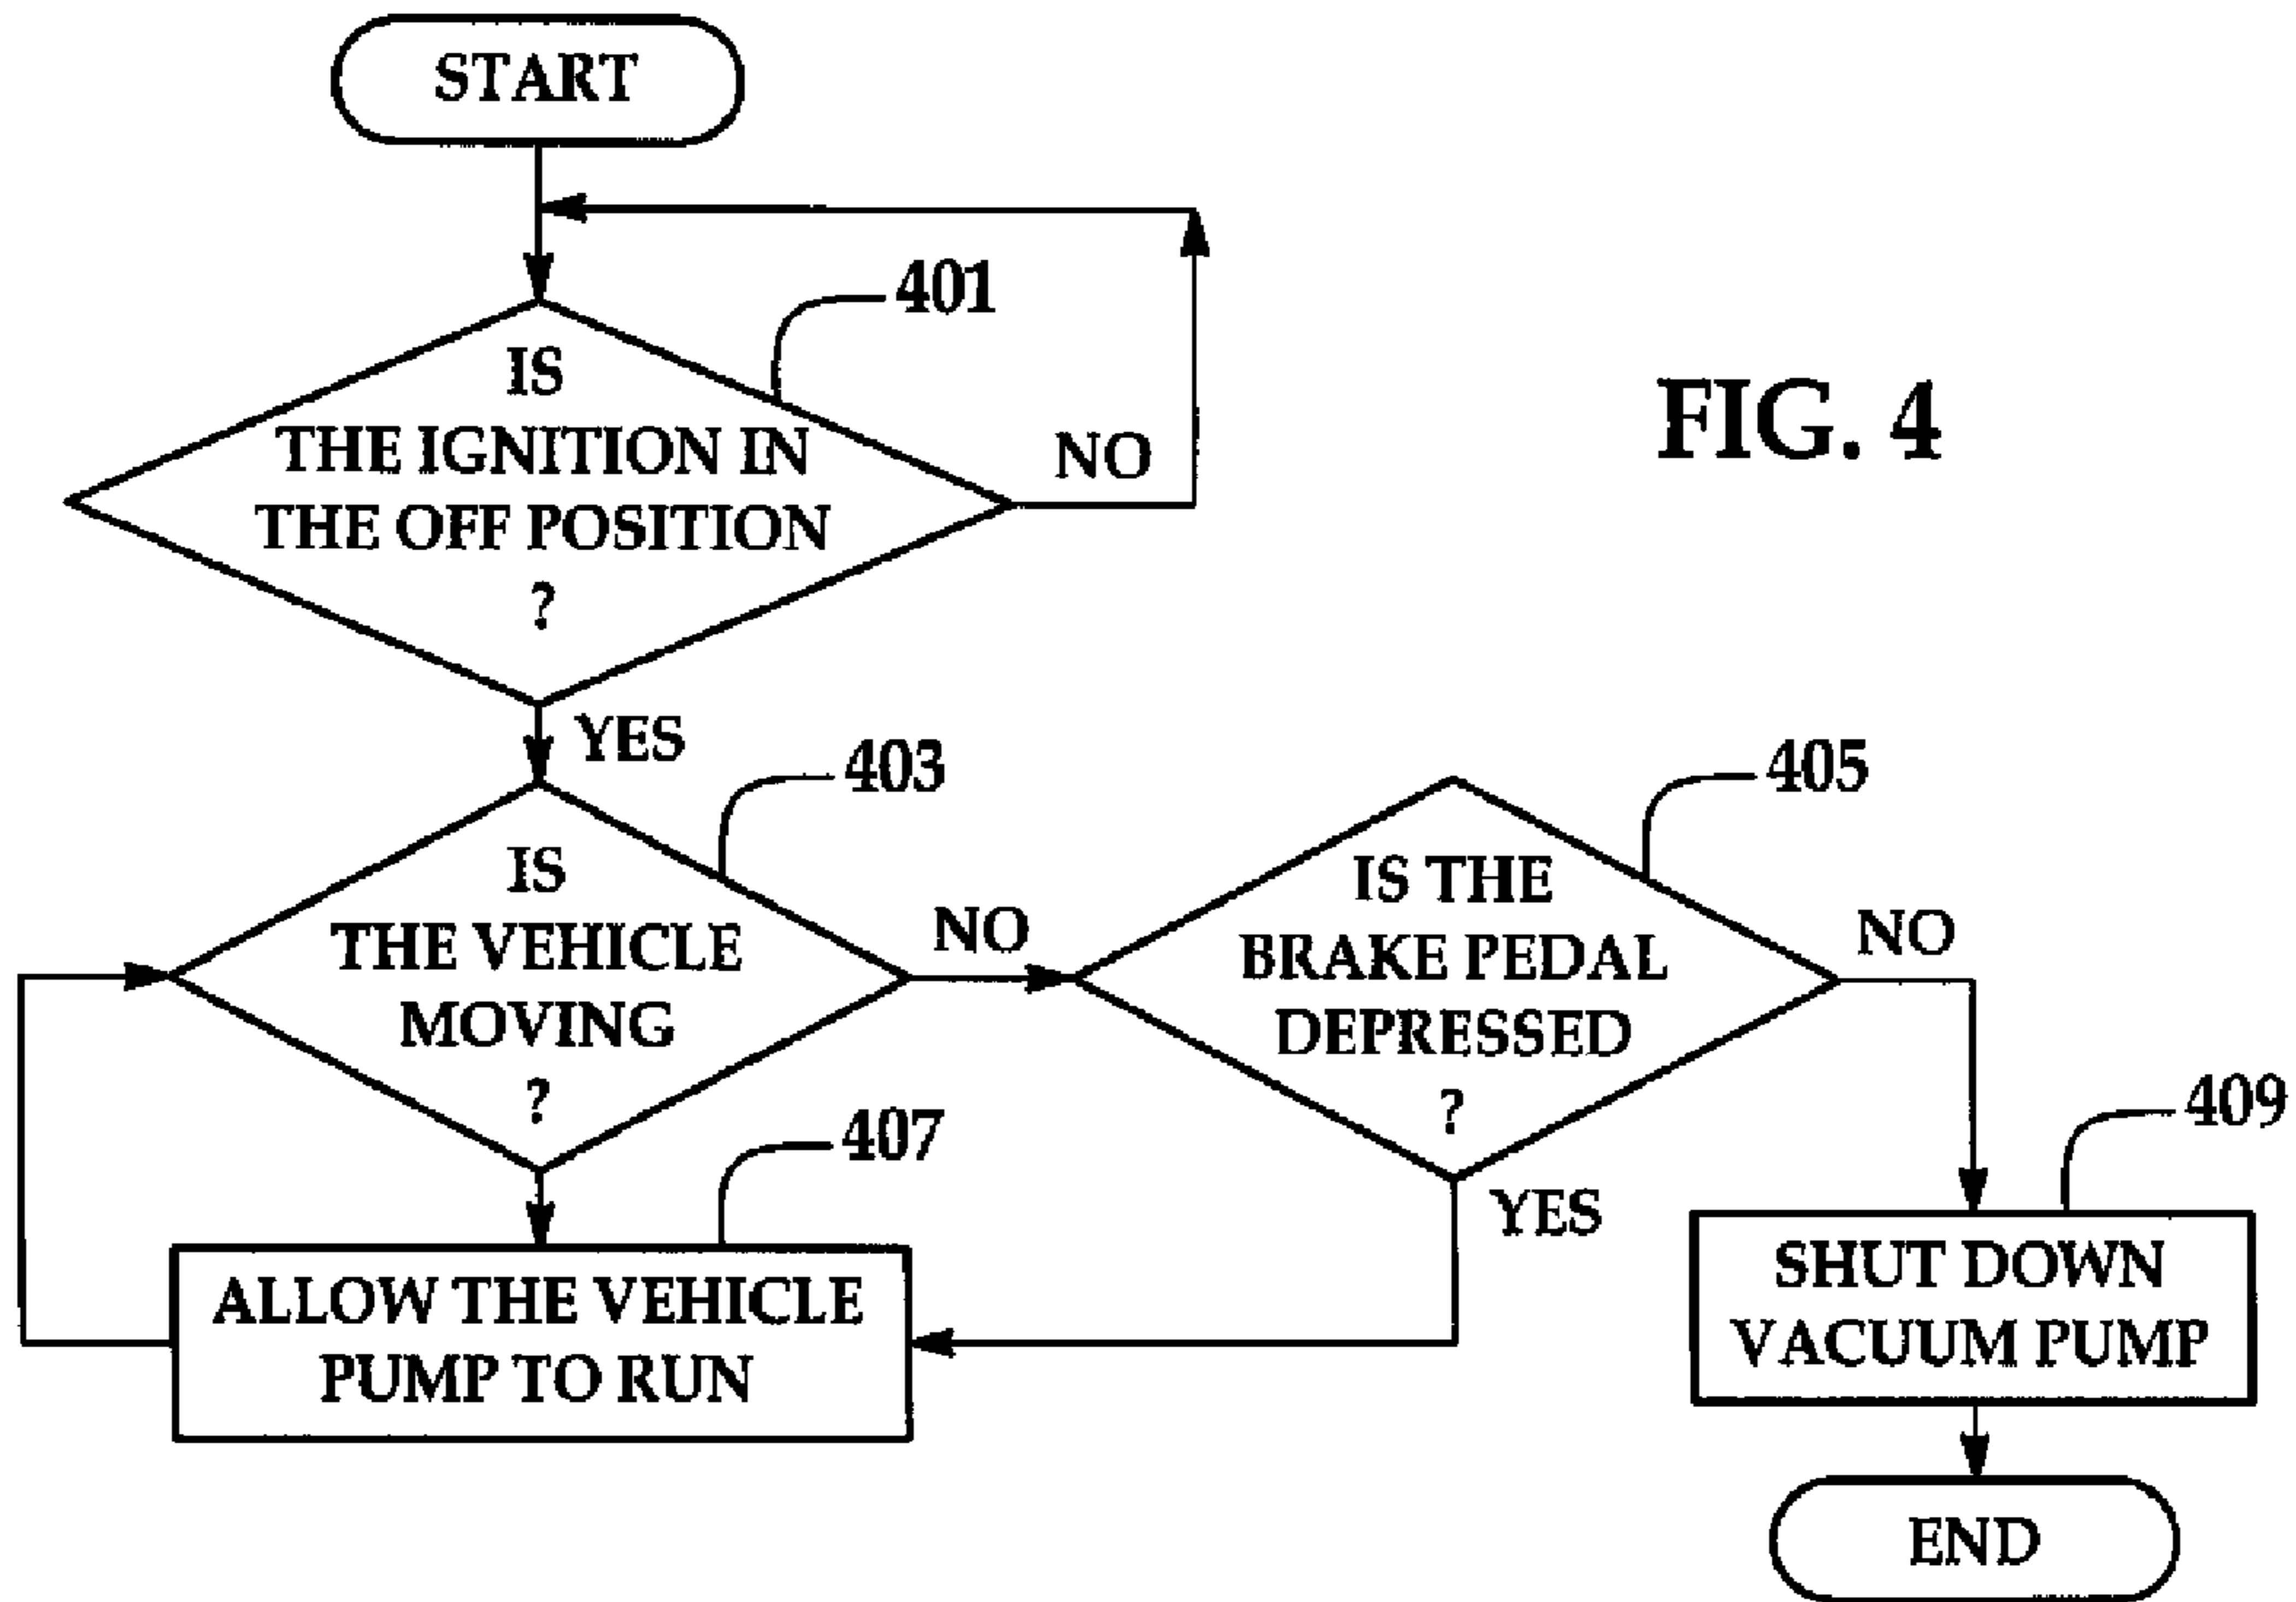 START
401
IS
THE IGNITION IN
THE OFF POSITION
?
NO
FIG. 4
YES
403
IS
THE VEHICLE
MOVING
?
NO
405
IS THE
BRAKE PEDAL
DEPRESSED
?
NO
YES
407
ALLOW THE VEHICLE
PUMP TO RUN
409
SHUT DOWN
VACUUM PUMP
END